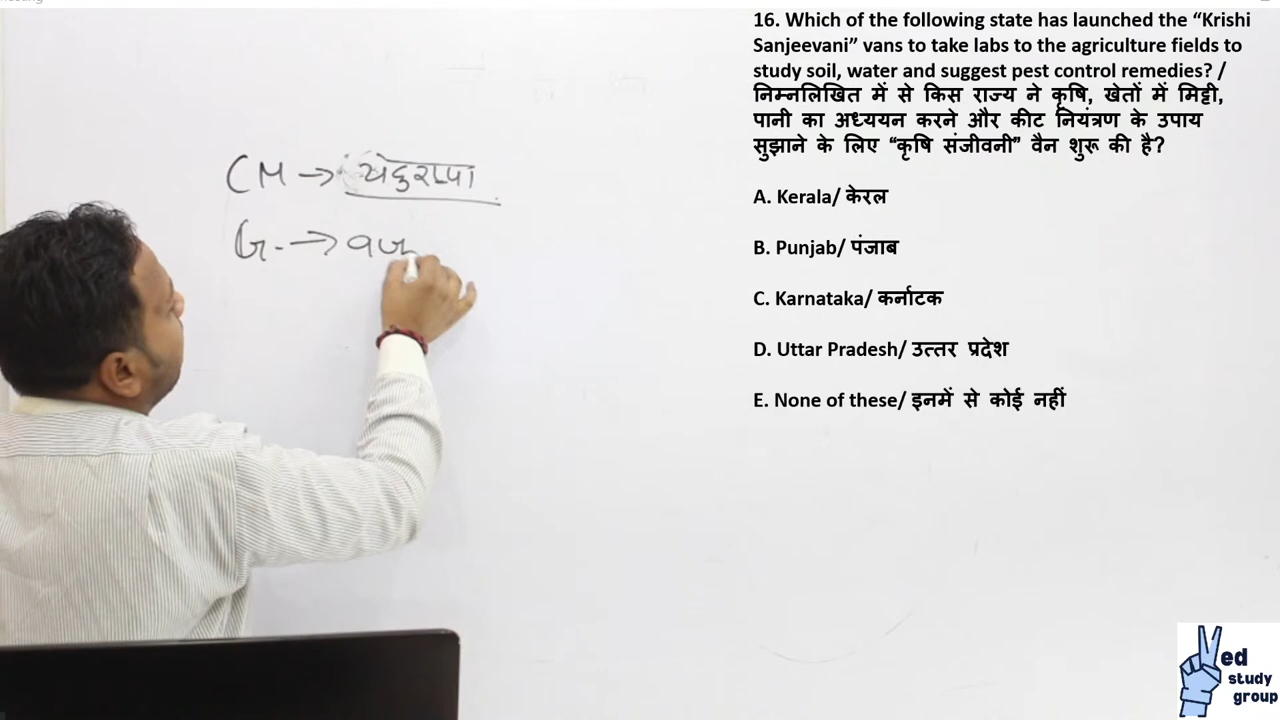 CM → येदुरप्पा
G. → वजु
16. Which of the following state has launched the “Krishi
Sanjeevani” vans to take labs to the agriculture fields to
study soil, water and suggest pest control remedies? /
निम्नलिखित में से किस राज्य ने कृषि, खेतों में मिट्टी,
पानी का अध्ययन करने और कीट नियंत्रण के उपाय
सुझाने के लिए “कृषि संजीवनी” वैन शुरू की है?
A. Kerala/ केरल
B. Punjab/ पंजाब
C. Karnataka/ कर्नाटक
D. Uttar Pradesh/ उत्तर प्रदेश
E. None of these/ इनमें से कोई नहीं
Ved
study
group